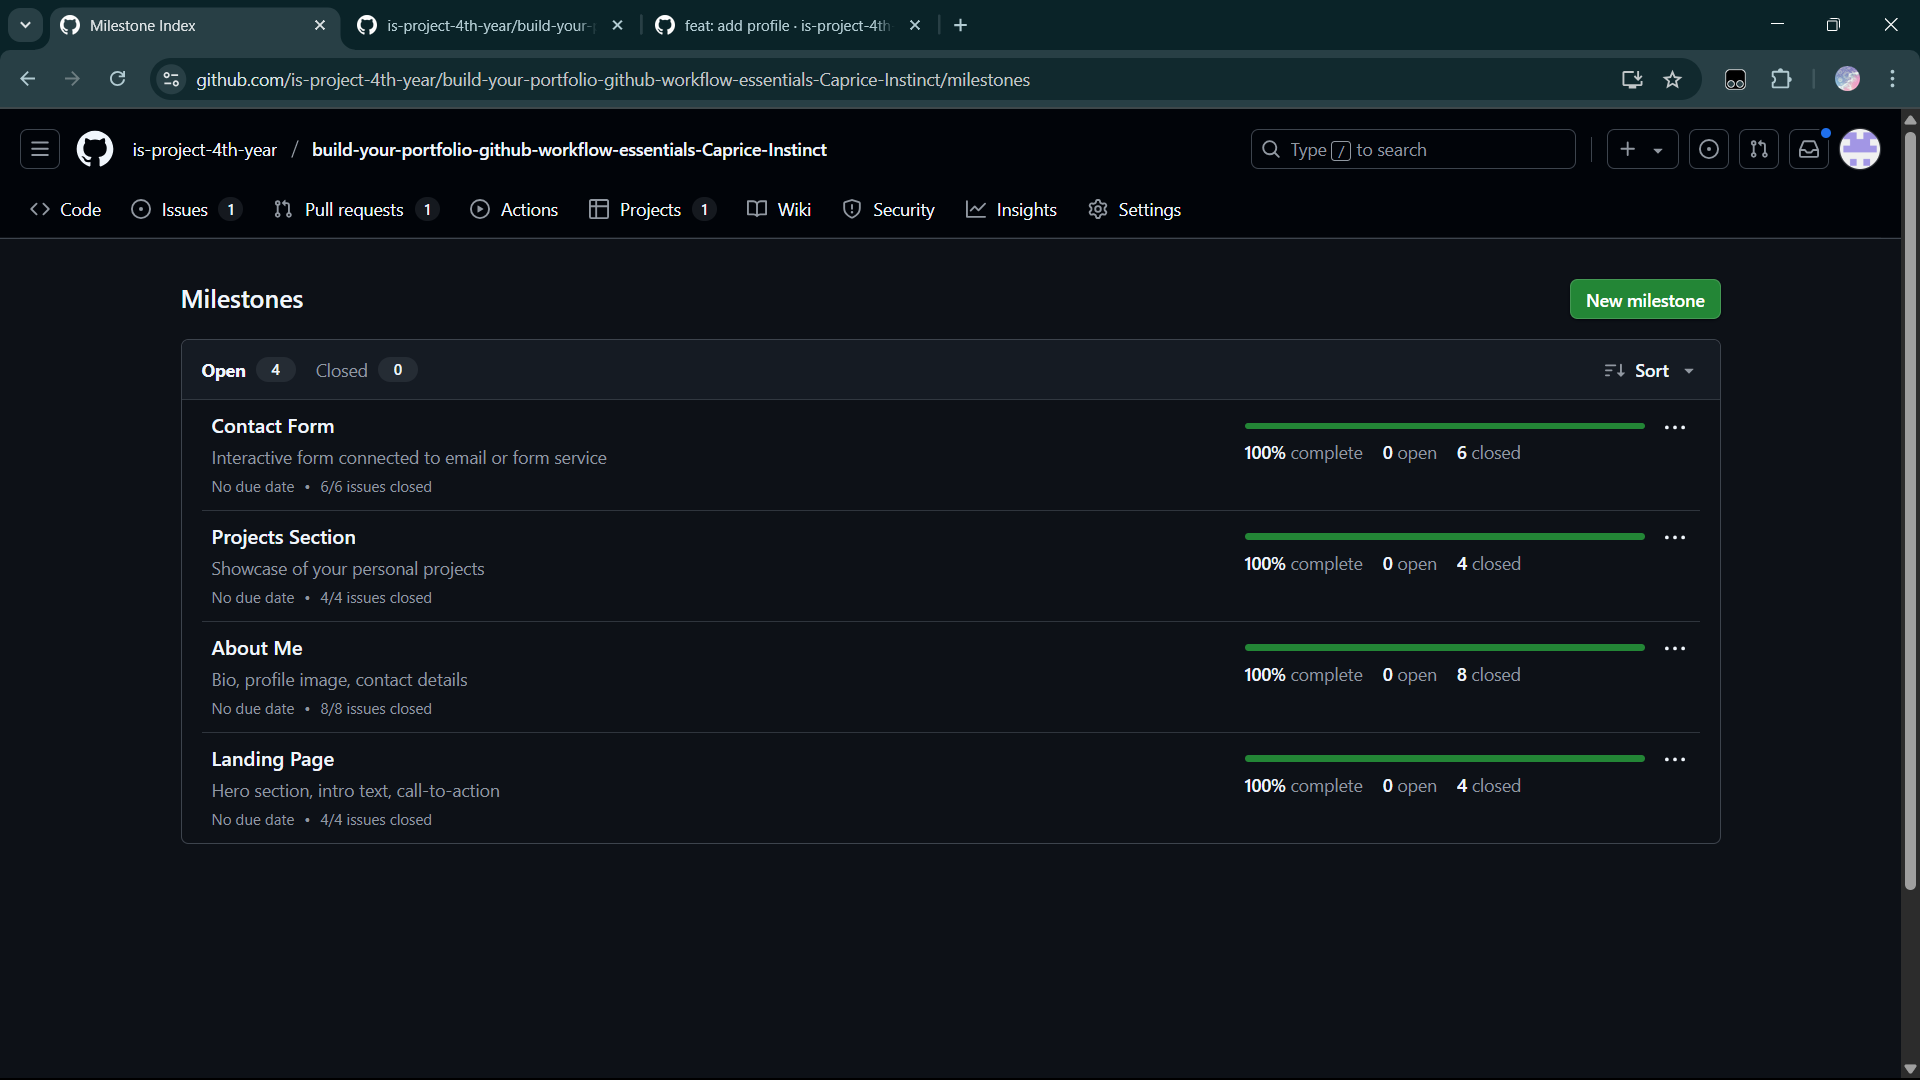 Milestone Index
is-project-4th-year/build-your-
feat: add profile · is-project-4th
github.com/is-project-4th-year/build-your-portfolio-github-workflow-essentials-Caprice-Instinct/milestones
is-project-4th-year / build-your-portfolio-github-workflow-essentials-Caprice-Instinct
Type / to search
Code
Issues 1
Pull requests 1
Actions
Projects 1
Wiki
Security
Insights
Settings
Milestones
New milestone
Open 4 Closed 0
Sort
Contact Form
100% complete 0 open 6 closed
Interactive form connected to email or form service
No due date • 6/6 issues closed
Projects Section
100% complete 0 open 4 closed
Showcase of your personal projects
No due date • 4/4 issues closed
About Me
100% complete 0 open 8 closed
Bio, profile image, contact details
No due date • 8/8 issues closed
Landing Page
100% complete 0 open 4 closed
Hero section, intro text, call-to-action
No due date • 4/4 issues closed